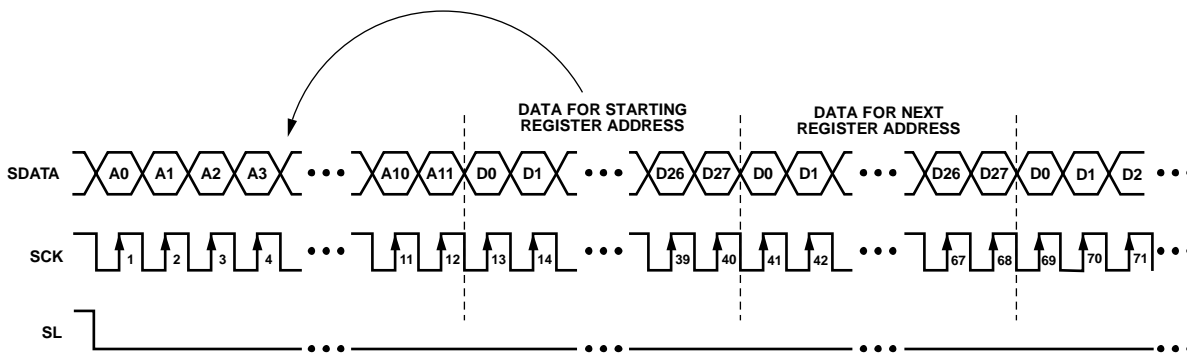 DATA FOR STARTING
REGISTER ADDRESS
DATA FOR NEXT
REGISTER ADDRESS
SDATA A0 A1 A2 A3 ••• A10 A11 D0 D1 ••• D26 D27 D0 D1 ••• D26 D27 D0 D1 D2 •••
SCK 1 2 3 4 ••• 11 12 13 14 ••• 39 40 41 42 ••• 67 68 69 70 71 •••
SL ••• ••• ••• •••